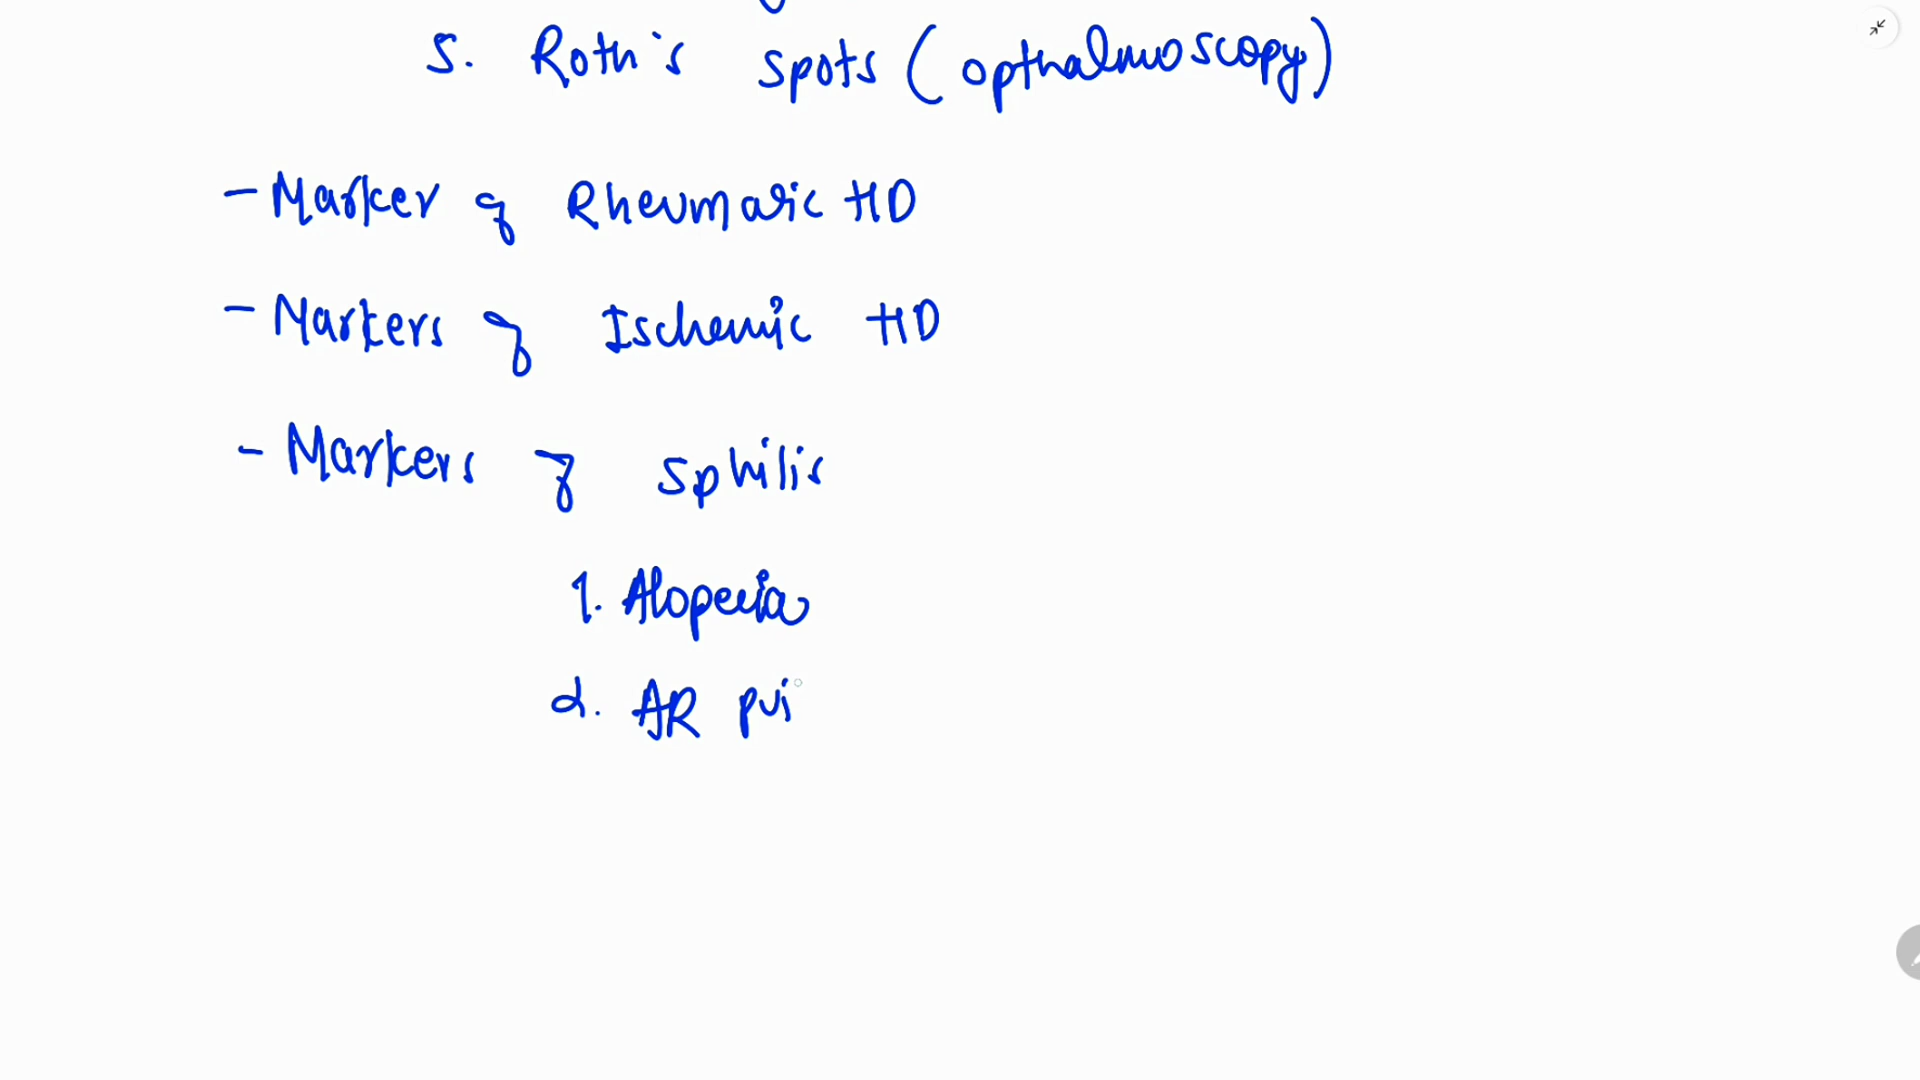 5. Roth's spots (opthalmoscopy)
- Marker of Rheumatic HD
- Markers of Ischemic HD
- Markers of Sphilis
1. Alopecia
2. AR pu